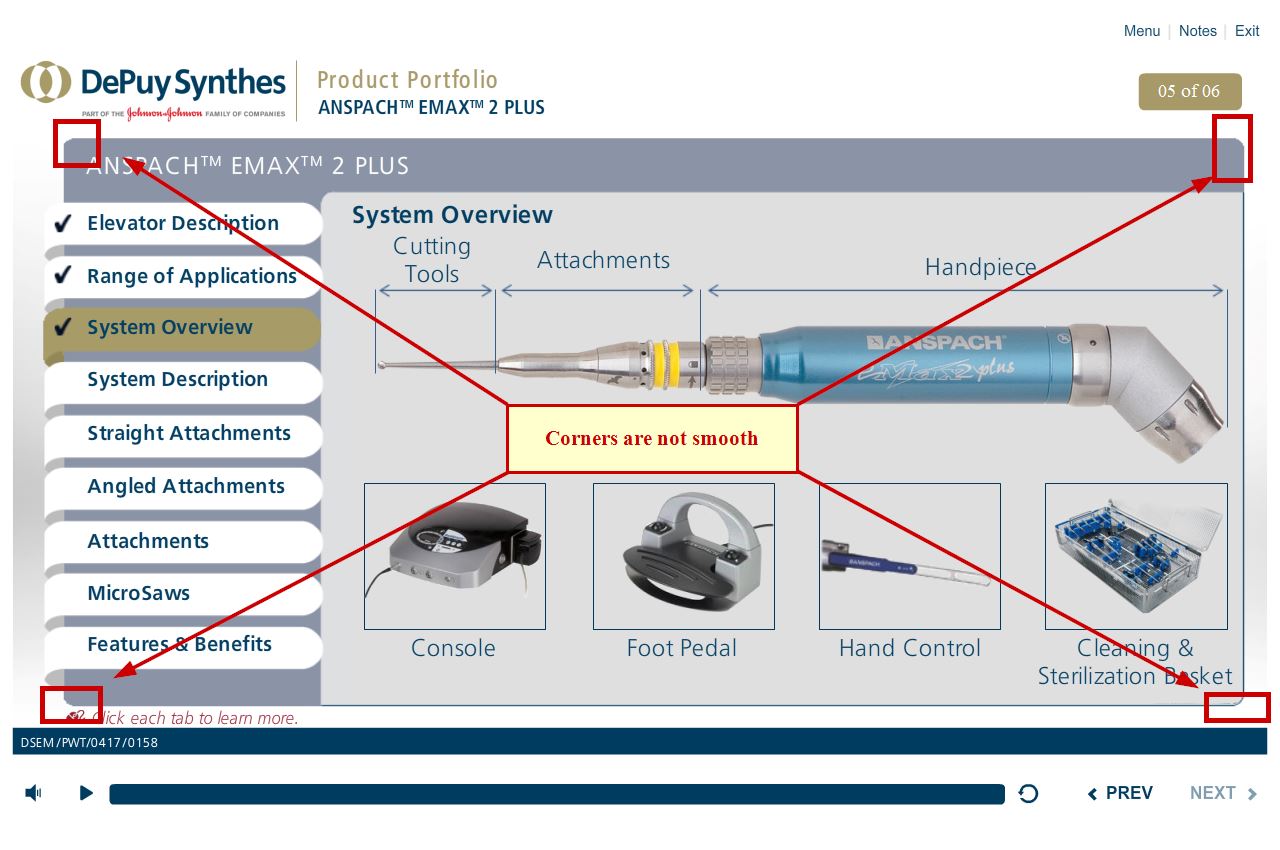 Menu | Notes | Exit
DePuy Synthes
PART OF THE Johnson & Johnson FAMILY OF COMPANIES
Product Portfolio
ANSPACH™ EMAX™ 2 PLUS
05 of 06
ANSPACH™ EMAX™ 2 PLUS
Elevator Description
Range of Applications
System Overview
System Description
Straight Attachments
Angled Attachments
Attachments
MicroSaws
Features & Benefits
System Overview
Cutting
Tools
Attachments
Handpiece
ANSPACH®
eMax2 plus
Corners are not smooth
ANSPACH
Console
Foot Pedal
Hand Control
Cleaning &
Sterilization Basket
Click each tab to learn more.
DSEM/PWT/0417/0158
PREV
NEXT